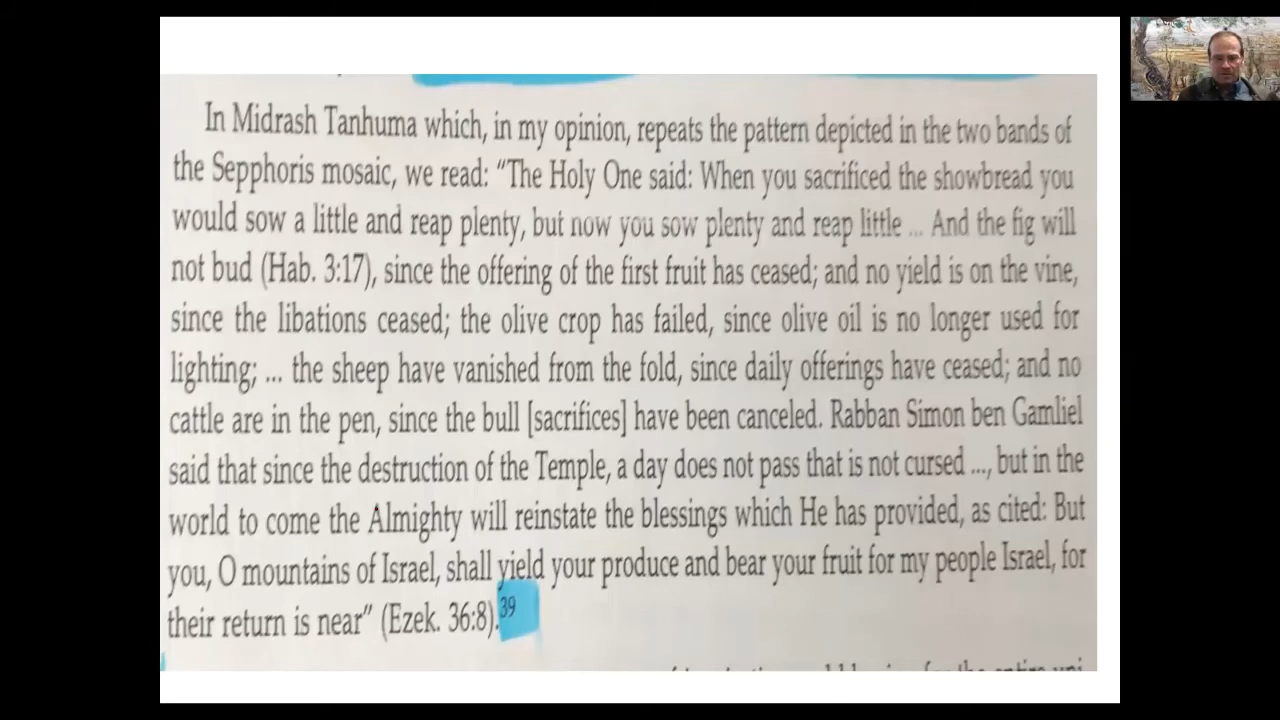 In Midrash Tanhuma which, in my opinion, repeats the pattern depicted in the two bands of
the Sepphoris mosaic, we read: “The Holy One said: When you sacrificed the showbread you
would sow a little and reap plenty, but now you sow plenty and reap little ... And the fig will
not bud (Hab. 3:17), since the offering of the first fruit has ceased; and no yield is on the vine,
since the libations ceased; the olive crop has failed, since olive oil is no longer used for
lighting; ... the sheep have vanished from the fold, since daily offerings have ceased; and no
cattle are in the pen, since the bull [sacrifices] have been canceled. Rabban Simon ben Gamliel
said that since the destruction of the Temple, a day does not pass that is not cursed ..., but in the
world to come the Almighty will reinstate the blessings which He has provided, as cited: But
you, O mountains of Israel, shall yield your produce and bear your fruit for my people Israel, for
their return is near” (Ezek. 36:8).39